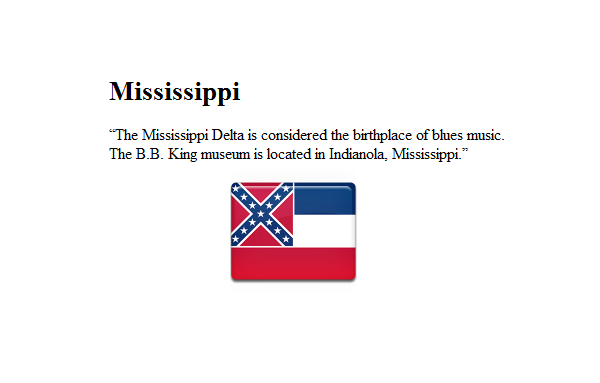 Mississippi
“The Mississippi Delta is considered the birthplace of blues music.
The B.B. King museum is located in Indianola, Mississippi.”